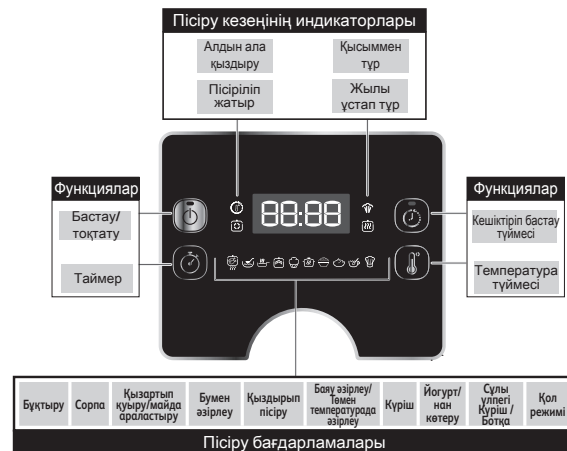 Пісіру кезеңінің индикаторлары
Алдын ала
қыздыру
Қысыммен
тұр
Пісіріліп
жатыр
Жылы
ұстап тұр
Функциялар
Бастау/
тоқтату
Таймер
88:88
Функциялар
Кешіктіріп бастау
түймесі
Температура
түймесі
Бұқтыру
Сорпа
Қызартып
қуыру/майда
араластыру
Бумен
әзірлеу
Қыздырып
пісіру
Баяу әзірлеу/
Төмен
температурада
әзірлеу
Күріш
Йогурт/
нан
көтеру
Сұлы
үлпегі
Күріш /
Ботқа
Қол
режимі
Пісіру бағдарламалары